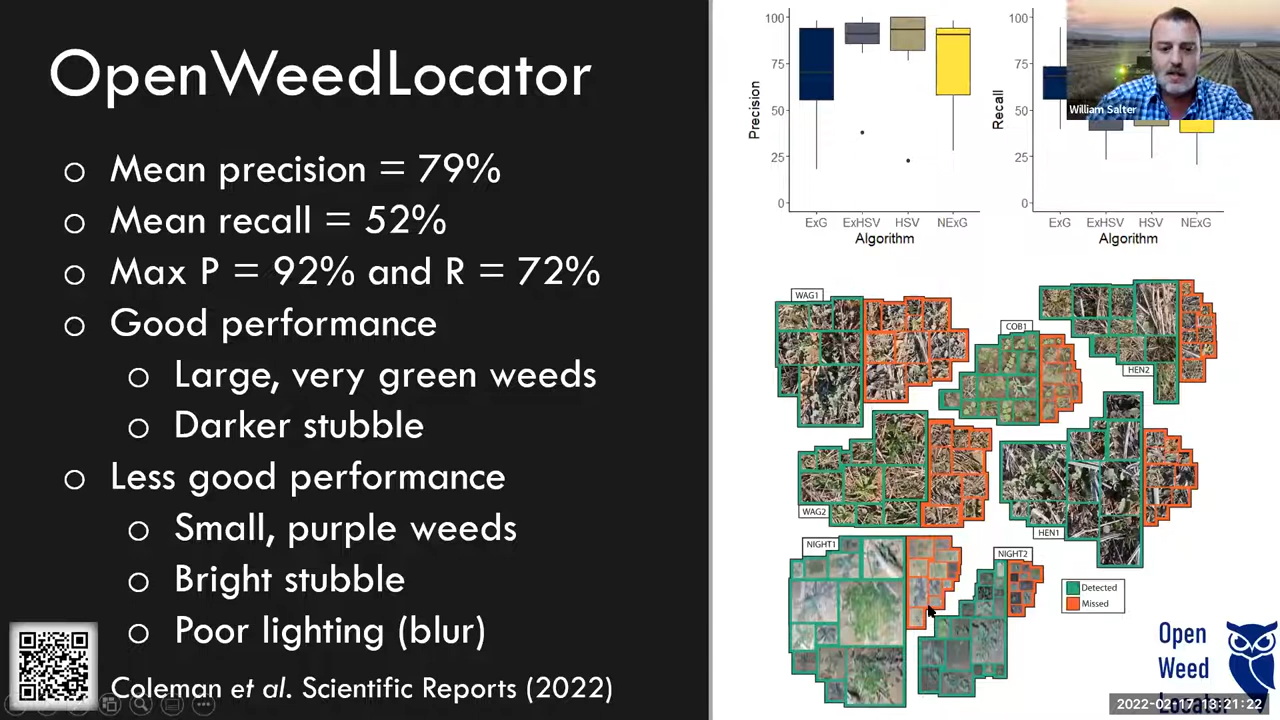 OpenWeedLocator
Mean precision = 79%
Mean recall = 52%
Max P = 92% and R = 72%
Good performance
Large, very green weeds
Darker stubble
Less good performance
Small, purple weeds
Bright stubble
Poor lighting (blur)
Coleman et al. Scientific Reports (2022)
100
75
50
25
0
Precision
ExG ExHSV HSV NExG
Algorithm
100
75
50
25
0
Recall
ExG ExHSV HSV NExG
Algorithm
William Salter
WAG1
COB1
HEN2
WAG2
HEN1
NIGHT1
NIGHT2
Detected
Missed
Open
Weed
Locator
2022-02-17 13:21:22